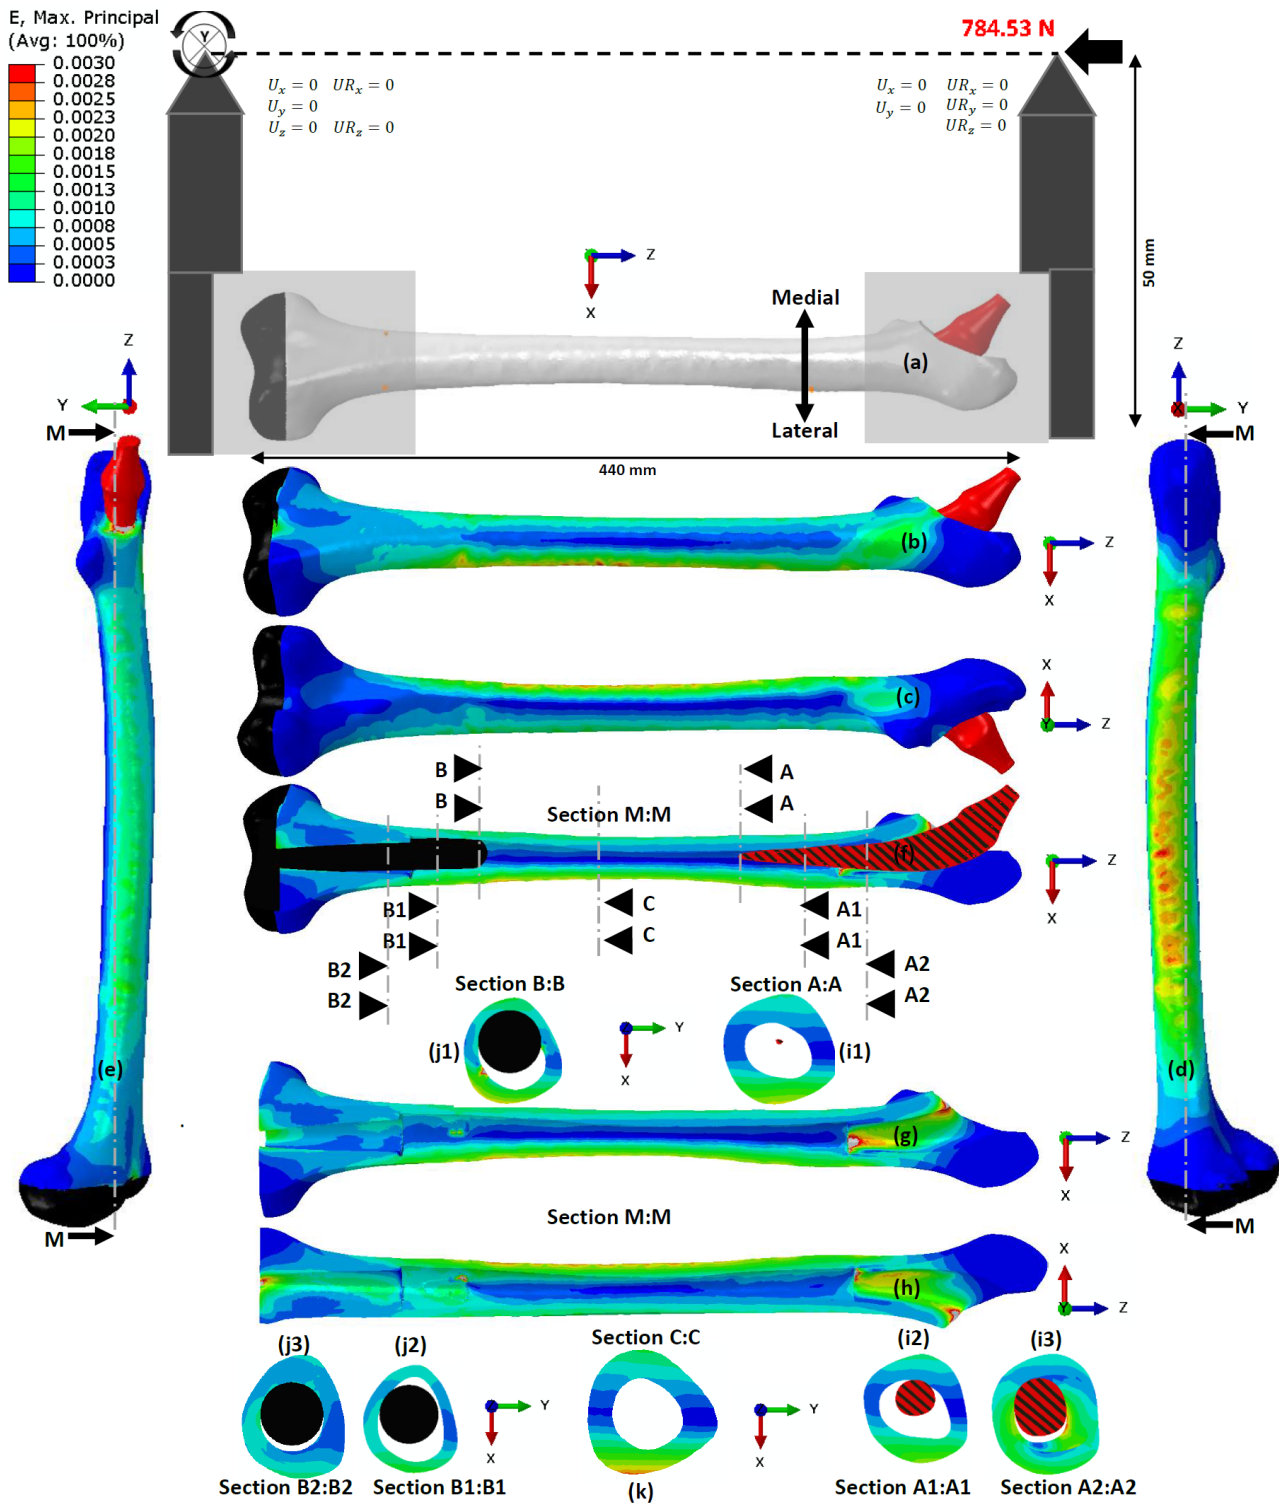 E, Max. Principal
(Avg: 100%)
0.0030
0.0028
0.0025
0.0023
0.0020
0.0018
0.0015
0.0013
0.0010
0.0008
0.0005
0.0003
0.0000
Y
784.53 N
Ux = 0 URx = 0
Uy = 0
Uz = 0 URz = 0
Ux = 0 URx = 0
Uy = 0 URy = 0
URz = 0
50 mm
Z
X
Medial
(a)
Lateral
440 mm
Z
Y
M
Z
X
Y
M
(b)
Z
X
(c)
X
Y
Z
B
A
B
A
Section M:M
(f)
Z
X
B1
C
A1
B1
C
A1
B2
A2
B2
A2
Section B:B
Section A:A
(j1)
Z
Y
X
(i1)
(e)
(d)
(g)
Z
X
Section M:M
M
M
(h)
X
Y
Z
Section C:C
(j3)
(j2)
(i2)
(i3)
Z
Y
X
Z
Y
X
Section B2:B2
Section B1:B1
(k)
Section A1:A1
Section A2:A2